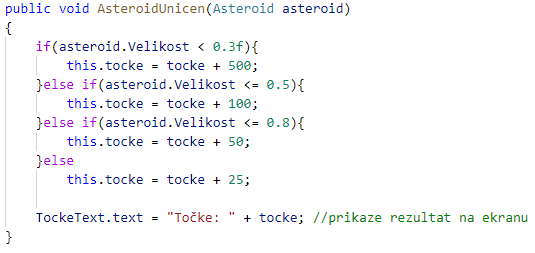 public void AsteroidUnicen(Asteroid asteroid)
{
    if(asteroid.Velikost < 0.3f){
        this.tocke = tocke + 500;
    }else if(asteroid.Velikost <= 0.5){
        this.tocke = tocke + 100;
    }else if(asteroid.Velikost <= 0.8){
        this.tocke = tocke + 50;
    }else
        this.tocke = tocke + 25;

    TockeText.text = "Točke: " + tocke; //prikaze rezultat na ekranu
}